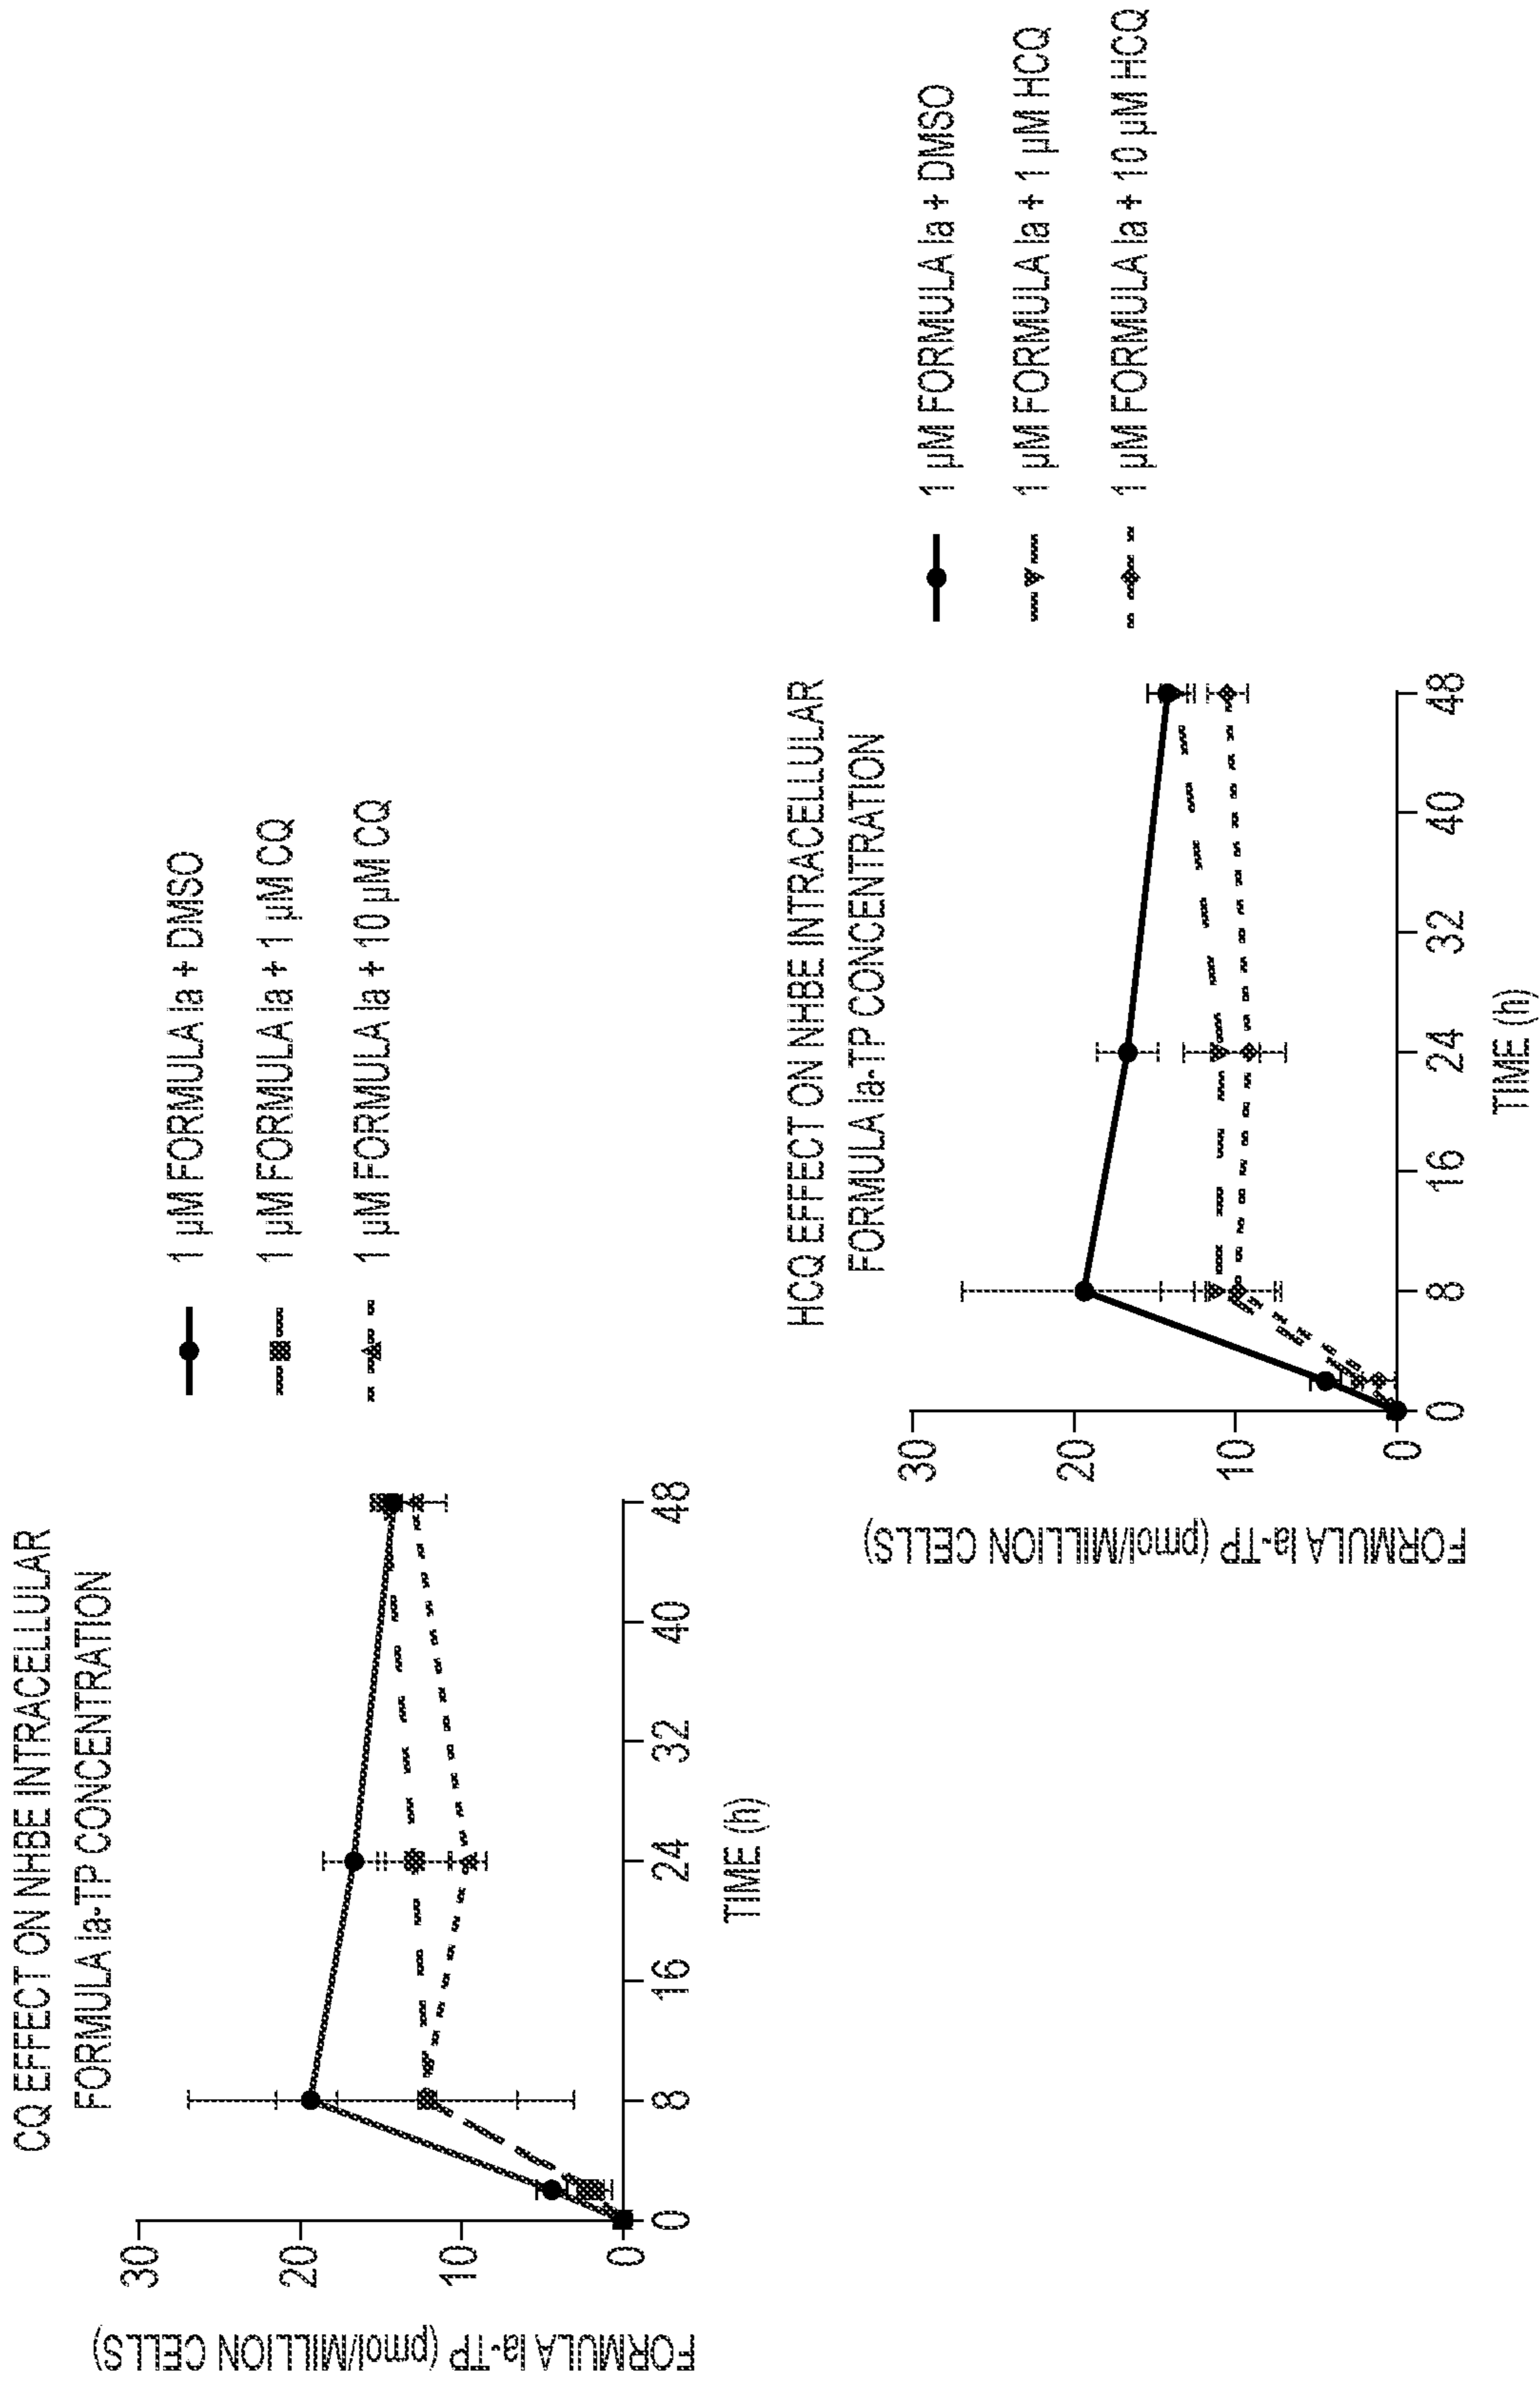 CQ EFFECT ON NHBE INTRACELLULAR
FORMULA Ia-TP CONCENTRATION
FORMULA Ia-TP (pmol/MILLION CELLS)
30
20
10
0
0
8
16
24
32
40
48
TIME (h)
1 µM FORMULA Ia + DMSO
1 µM FORMULA Ia + 1 µM CQ
1 µM FORMULA Ia + 10 µM CQ
HCQ EFFECT ON NHBE INTRACELLULAR
FORMULA Ia-TP CONCENTRATION
FORMULA Ia-TP (pmol/MILLION CELLS)
30
20
10
0
0
8
16
24
32
40
48
TIME (h)
1 µM FORMULA Ia + DMSO
1 µM FORMULA Ia + 1 µM HCQ
1 µM FORMULA Ia + 10 µM HCQ